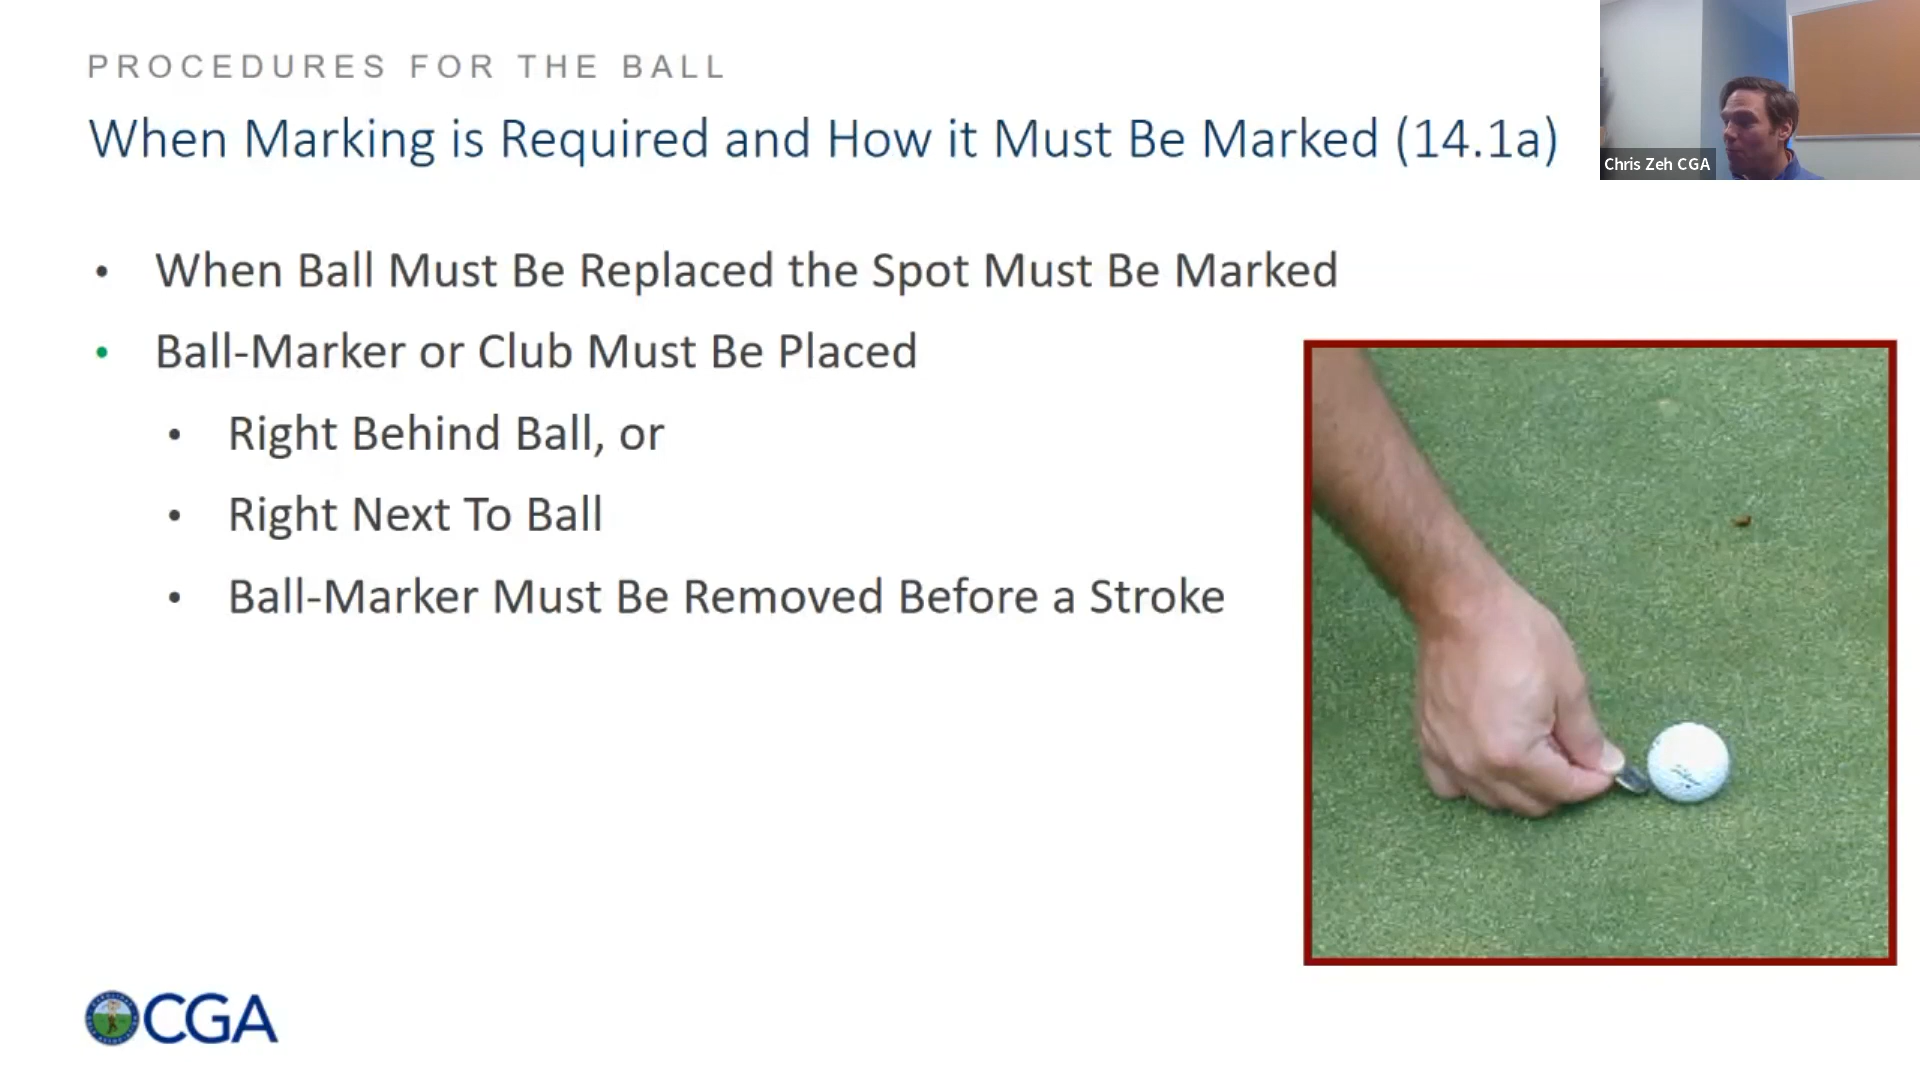 PROCEDURES FOR THE BALL
When Marking is Required and How it Must Be Marked (14.1a)
Chris Zeh CGA
• When Ball Must Be Replaced the Spot Must Be Marked
• Ball-Marker or Club Must Be Placed
• Right Behind Ball, or
• Right Next To Ball
• Ball-Marker Must Be Removed Before a Stroke
CGA